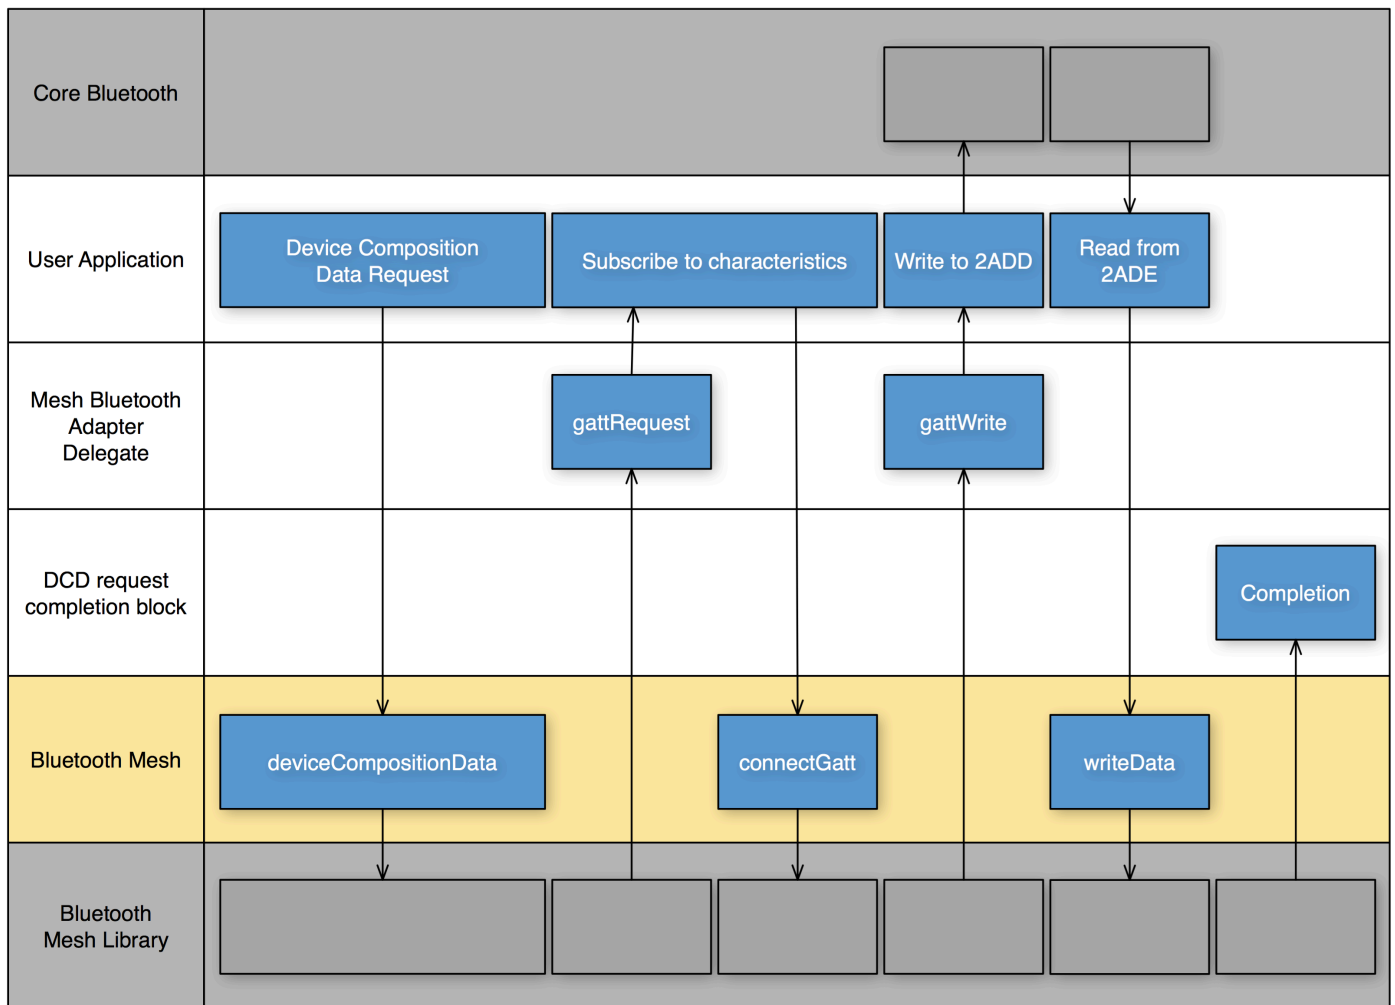 Core Bluetooth
User Application
Device Composition
Data Request
Subscribe to characteristics
Write to 2ADD
Read from
2ADE
Mesh Bluetooth
Adapter
Delegate
gattRequest
gattWrite
DCD request
completion block
Completion
Bluetooth Mesh
deviceCompositionData
connectGatt
writeData
Bluetooth
Mesh Library